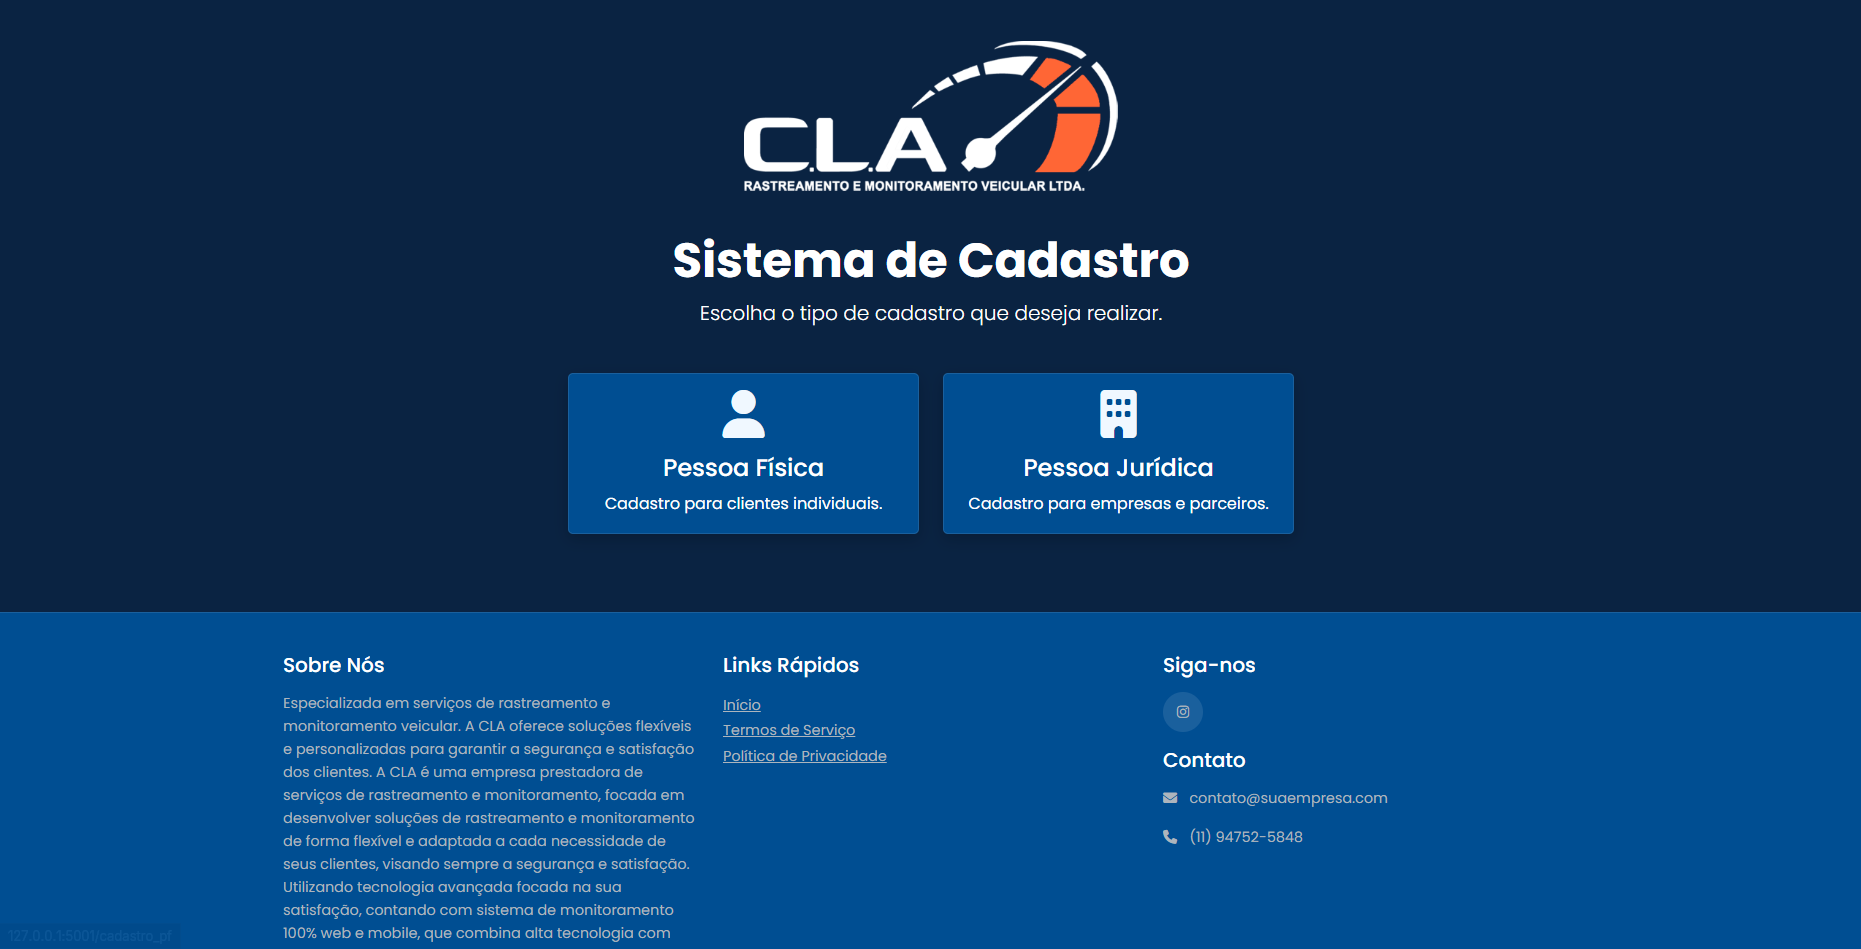 C.L.A
RASTREAMENTO E MONITORAMENTO VEICULAR LTDA.
Sistema de Cadastro
Escolha o tipo de cadastro que deseja realizar.
Pessoa Física
Cadastro para clientes individuais.
Pessoa Jurídica
Cadastro para empresas e parceiros.
Sobre Nós
Especializada em serviços de rastreamento e
monitoramento veicular. A CLA oferece soluções flexíveis
e personalizadas para garantir a segurança e satisfação
dos clientes. A CLA é uma empresa prestadora de
serviços de rastreamento e monitoramento, focada em
desenvolver soluções de rastreamento e monitoramento
de forma flexível e adaptada a cada necessidade de
seus clientes, visando sempre a segurança e satisfação.
Utilizando tecnologia avançada focada na sua
satisfação, contando com sistema de monitoramento
100% web e mobile, que combina alta tecnologia com
Links Rápidos
Início
Termos de Serviço
Política de Privacidade
Siga-nos
Contato
contato@suaempresa.com
(11) 94752-5848
127.0.0.1:5001/cadastro_pf